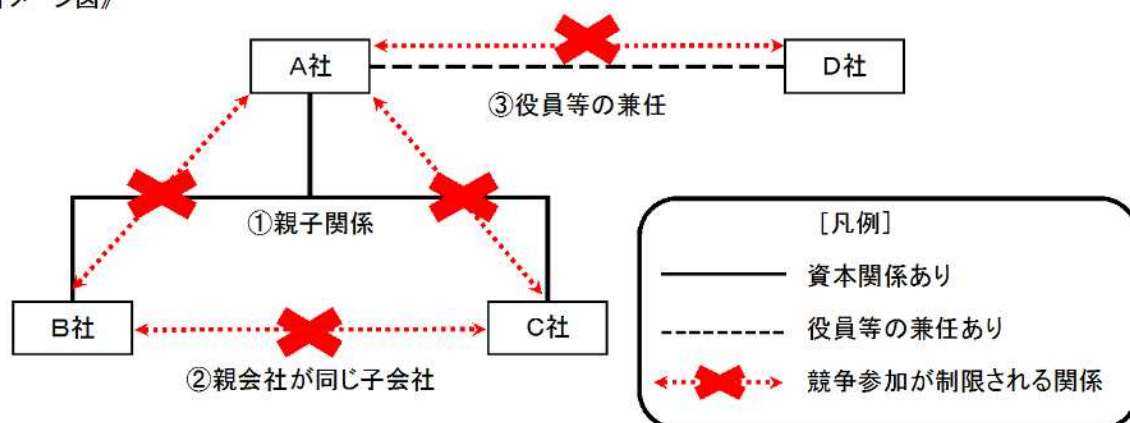 A社
D社
③役員等の兼任
①親子関係
B社
C社
②親会社が同じ子会社
［凡例］
資本関係あり
役員等の兼任あり
競争参加が制限される関係